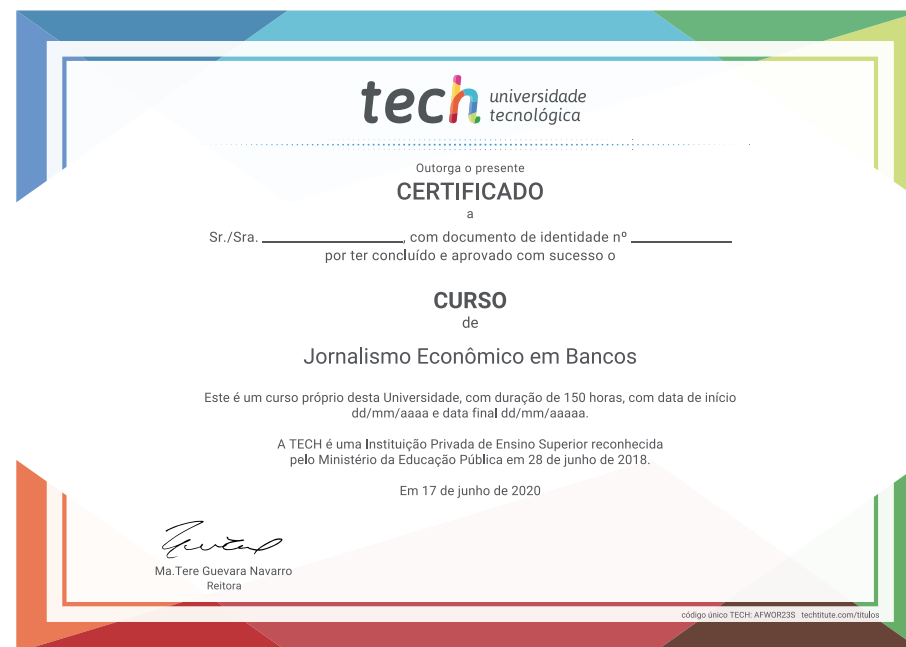 tech universidade
tecnológica
Outorga o presente
CERTIFICADO
a
Sr./Sra. ____________, com documento de identidade nº ____________
por ter concluído e aprovado com sucesso o
CURSO
de
Jornalismo Econômico em Bancos
Este é um curso próprio desta Universidade, com duração de 150 horas, com data de início
dd/mm/aaaa e data final dd/mm/aaaaa.
A TECH é uma Instituição Privada de Ensino Superior reconhecida
pelo Ministério da Educação Pública em 28 de junho de 2018.
Em 17 de junho de 2020
Ma.Tere Guevara Navarro
Reitora
código único TECH: AFWOR23S techtitute.com/titulos